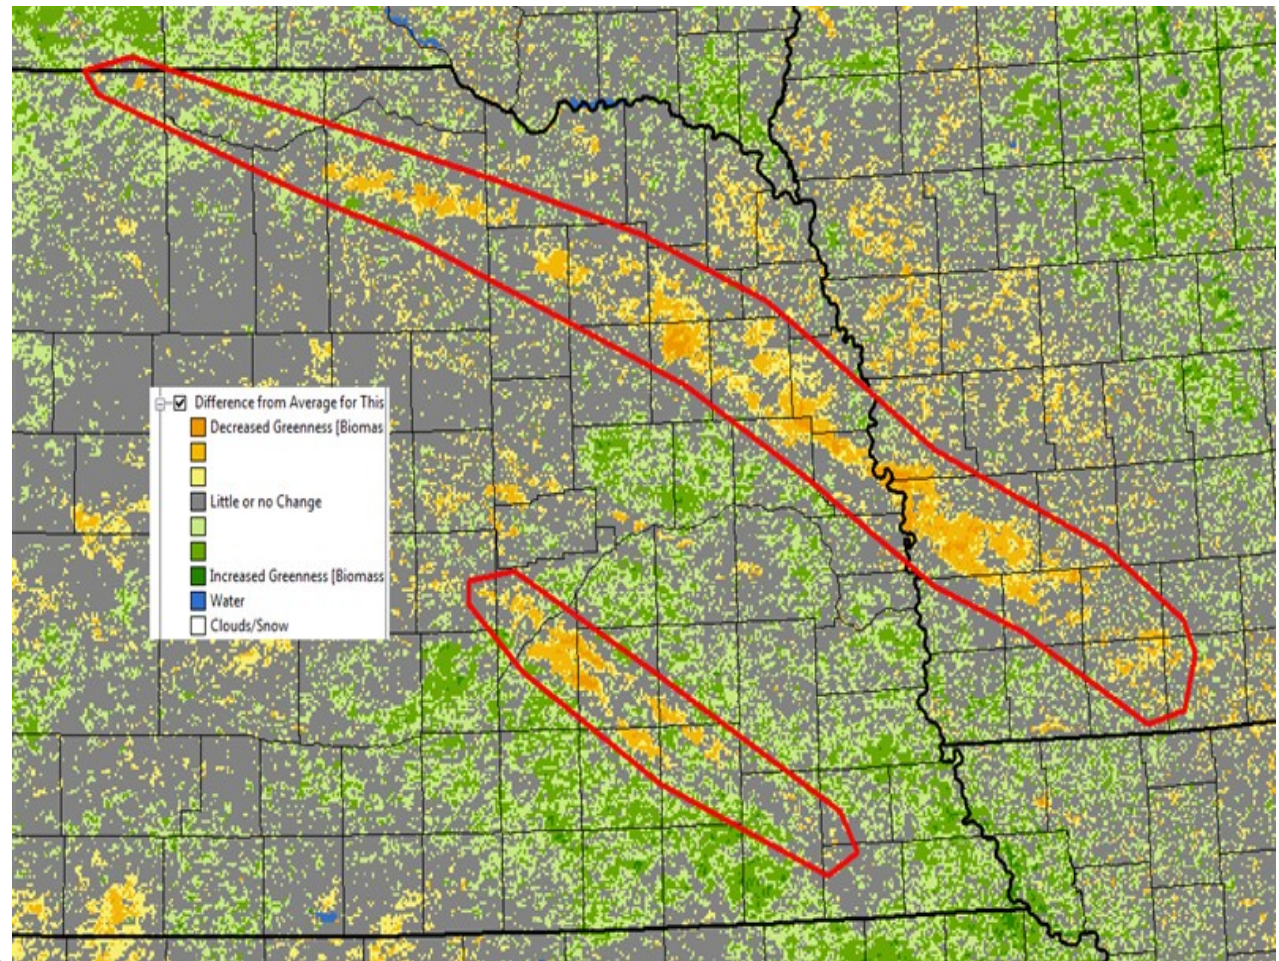 Difference from Average for This
Decreased Greenness [Biomas
Little or no Change
Increased Greenness [Biomass
Water
Clouds/Snow